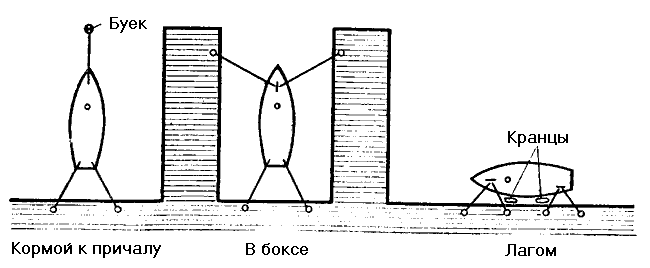 Буек
Кранцы
Кормой к причалу
В боксе
Лагом